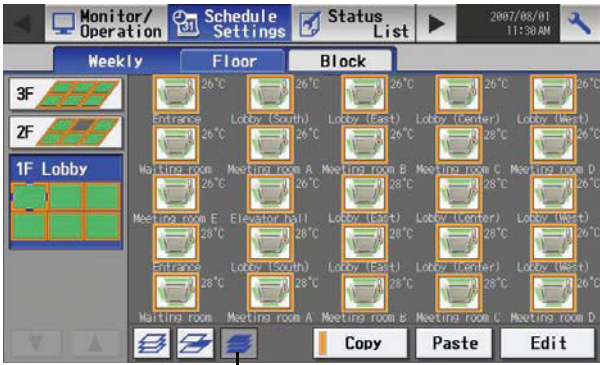 Monitor/
Operation
31
Schedule
Settings
Status
List
2007/08/01
11:30 AM
Weekly
Floor
Block
3F
2F
1F Lobby
26°C 26°C 26°C 26°C 26°C
Entrance Lobby (South) Lobby (East) Lobby (Center) Lobby (West)
26°C 26°C 26°C 28°C 26°C
Waiting room Meeting room A Meeting room B Meeting room C Meeting room D
26°C 26°C 28°C 28°C 26°C
Meeting room E Elevator hall Lobby (East) Lobby (Center) Lobby (West)
28°C 28°C 28°C 28°C 28°C
Entrance Lobby (South) Lobby (East) Lobby (Center) Lobby (West)
28°C 28°C 28°C 28°C 26°C
Waiting room Meeting room A Meeting room B Meeting room C Meeting room D
Copy Paste Edit